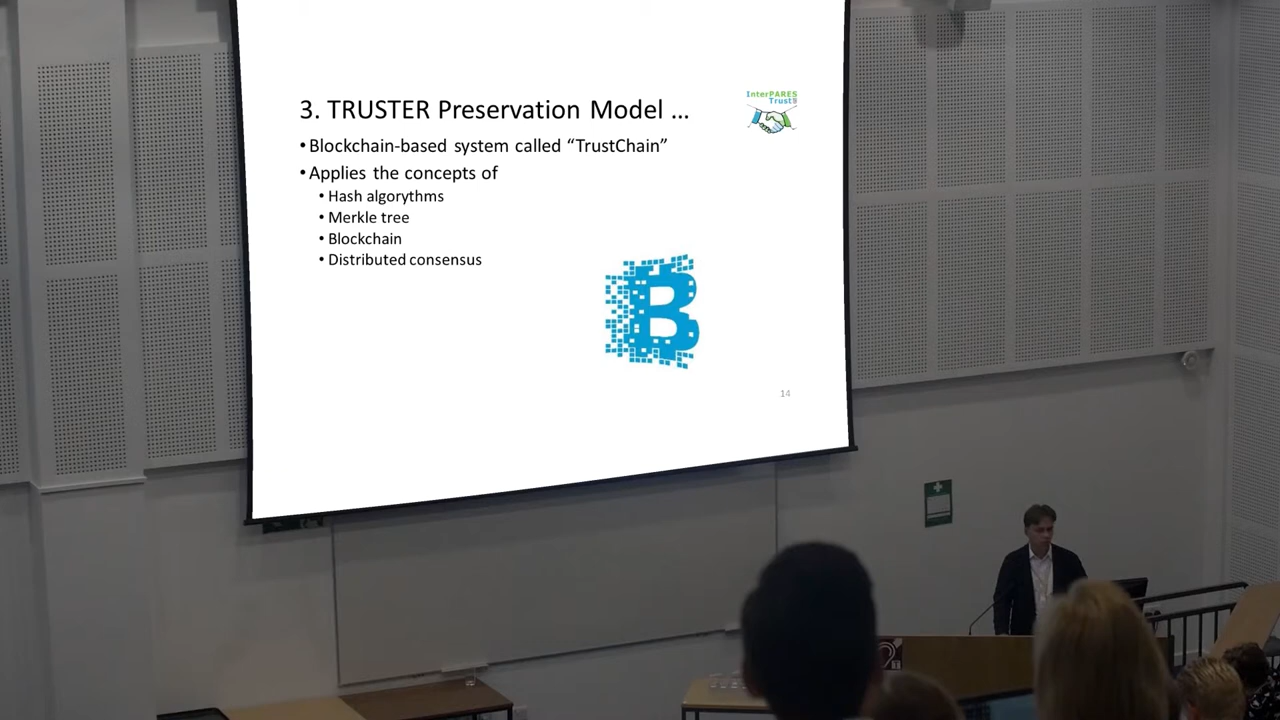 3. TRUSTER Preservation Model ...
InterPARES
Trust
• Blockchain-based system called “TrustChain”
• Applies the concepts of
• Hash algorythms
• Merkle tree
• Blockchain
• Distributed consensus
14
T